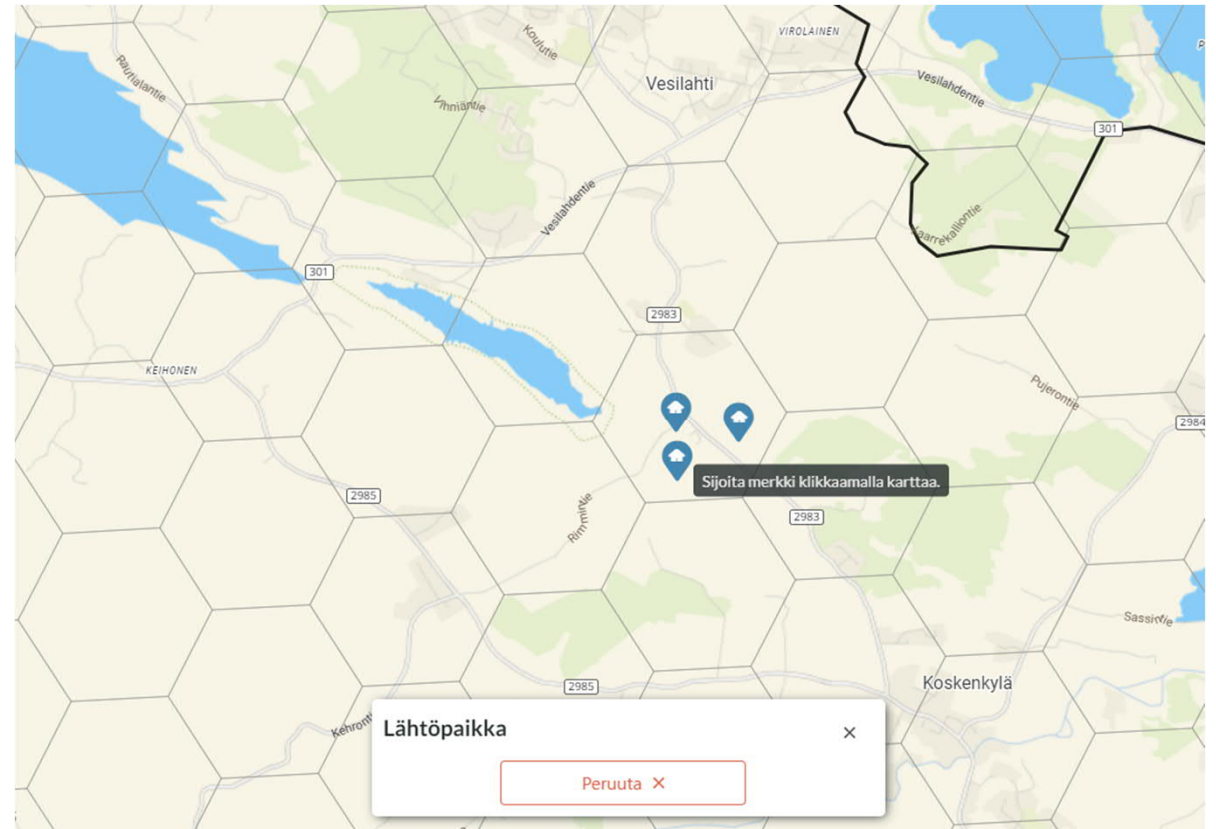 VIROLAINEN
Koulutie
Rautialantie
Vesilahti
Vesilahdentie
Vihniäntie
301
Vesilahdentie
Kaarrekalliontie
301
2983
KEIHONEN
Pujerontie
2984
Sijoita merkki klikkaamalla karttaa.
2985
Rimmintie
2983
Sassintie
Koskenkylä
2985
Kehrontie
Lähtöpaikka
×
Peruuta ×